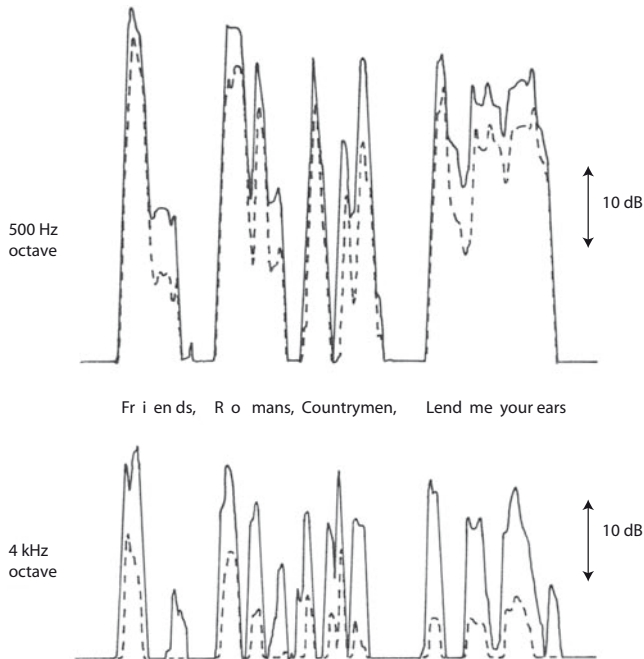 10 dB
500 Hz
octave
Fr i en ds, R o mans, Countrymen, Lend me your ears
10 dB
4 kHz
octave